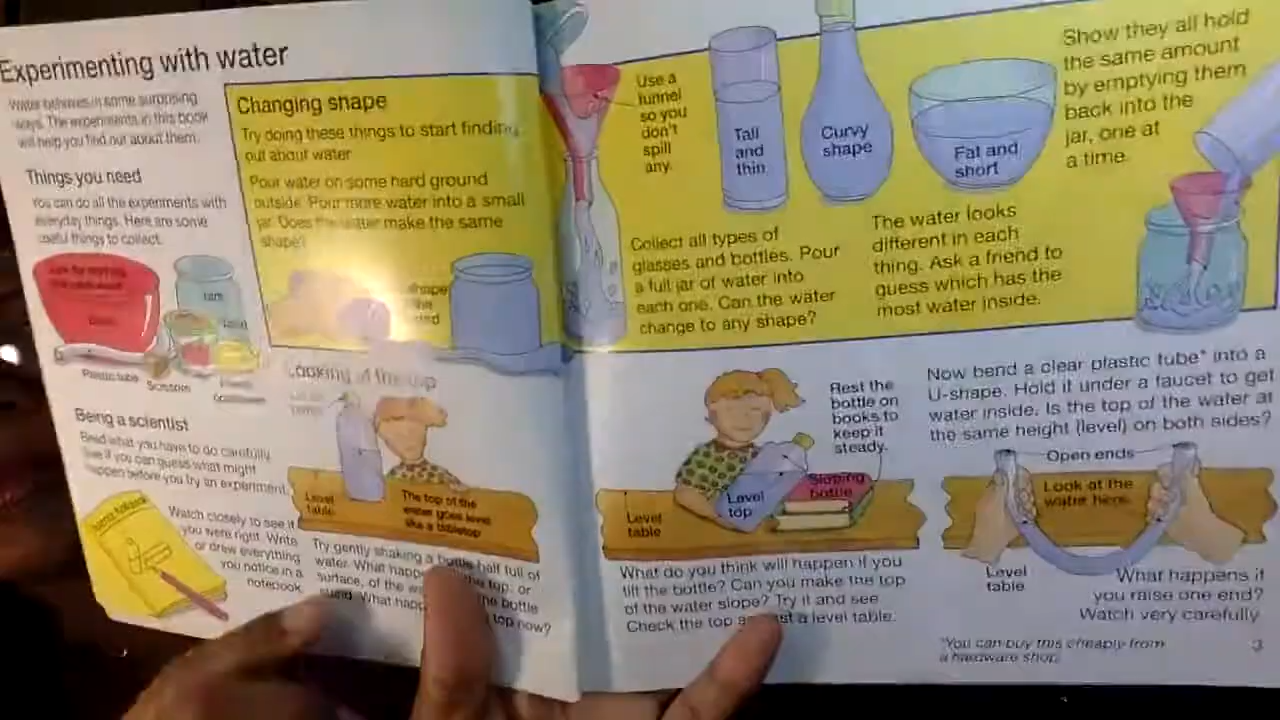 Experimenting with water
Water behaves in some surprising
ways. The experiments in this book
will help you find out about them.
Things you need
You can do all the experiments with
everyday things. Here are some
useful things to collect.
Jars
Plastic tube
Scissors
Being a scientist
Read what you have to do carefully.
See if you can guess what might
happen before you try an experiment.
Watch closely to see if
you were right. Write
or draw everything
you notice in a
notebook.
Changing shape
Try doing these things to start finding
out about water
Pour water on some hard ground
outside. Pour more water into a small
jar. Does the water make the same
shape?
shape
Looking at the top
Level
table
The top of the
water goes level
like a tabletop
Try gently shaking a bottle half full of
water. What happ the top, or
surface, of the wa the bottle
What happ top now?
Use a
funnel
so you
don't
spill
any.
Tall
and
thin
Curvy
shape
Fat and
short
Show they all hold
the same amount
by emptying them
back into the
jar, one at
a time.
Collect all types of
glasses and bottles. Pour
a full jar of water into
each one. Can the water
change to any shape?
The water looks
different in each
thing. Ask a friend to
guess which has the
most water inside.
Rest the
bottle on
books to
keep it
steady.
Level
top
Sloping
bottle
Level
table
What do you think will happen if you
tilt the bottle? Can you make the top
of the water slope? Try it and see
Check the top a st a level table.
Now bend a clear plastic tube* into a
U-shape. Hold it under a faucet to get
water inside. Is the top of the water at
the same height (level) on both sides?
Open ends
Look at the
water here.
Level
table
What happens if
you raise one end?
Watch very carefully
*You can buy this cheaply from
a hardware shop.
3